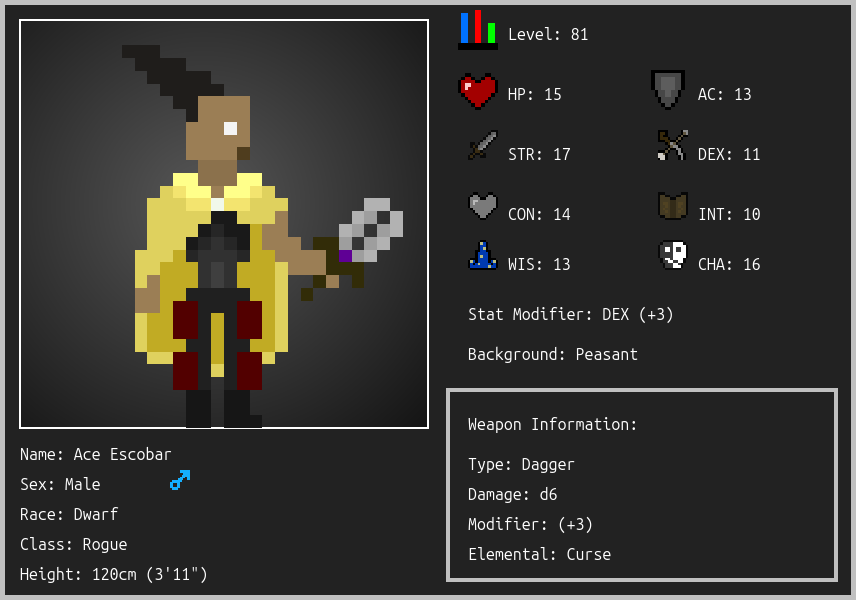 Level: 81
HP: 15
AC: 13
STR: 17
DEX: 11
CON: 14
INT: 10
WIS: 13
CHA: 16
Stat Modifier: DEX (+3)
Background: Peasant
Weapon Information:
Type: Dagger
Damage: d6
Modifier: (+3)
Elemental: Curse
Name: Ace Escobar
Sex: Male
Race: Dwarf
Class: Rogue
Height: 120cm (3'11")